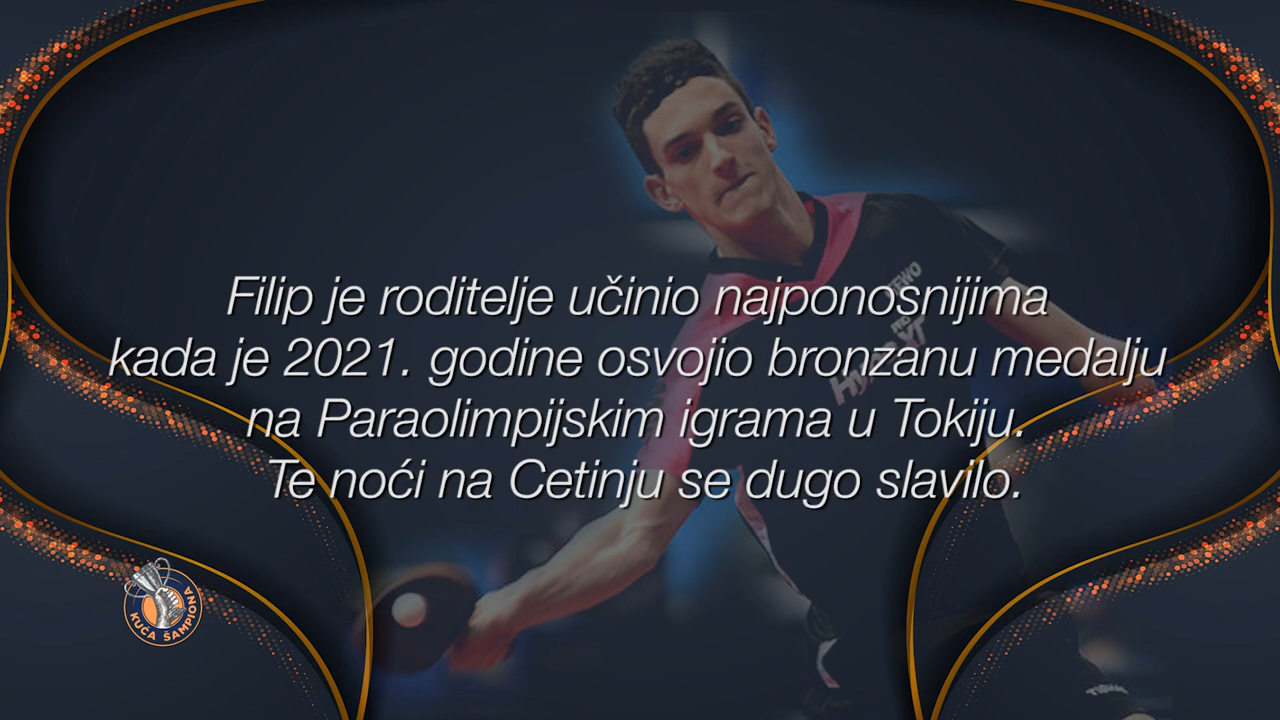 Filip je roditelje učinio najponosnijima
kada je 2021. godine osvojio bronzanu medalju
na Paraolimpijskim igrama u Tokiju.
Te noći na Cetinju se dugo slavilo.
KUĆA ŠAMPIONA